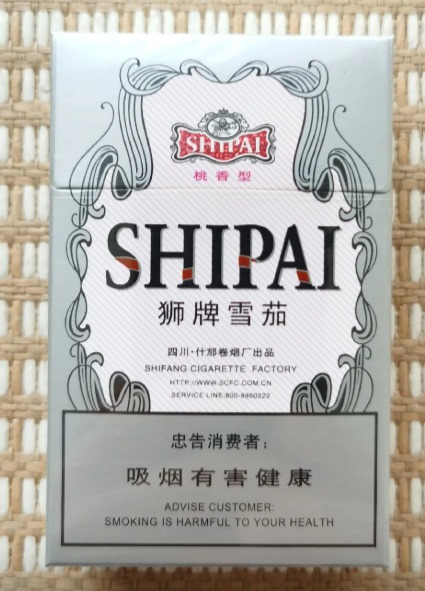 SHIPAI
桃香型
SHIPAI
狮牌雪茄
四川·什邡卷烟厂出品
SHIFANG CIGARETTE FACTORY
HTTP://WWW.SCFC.COM.CN
SERVICE LINE:800-8860222
忠告消费者：
吸烟有害健康
ADVISE CUSTOMER:
SMOKING IS HARMFUL TO YOUR HEALTH